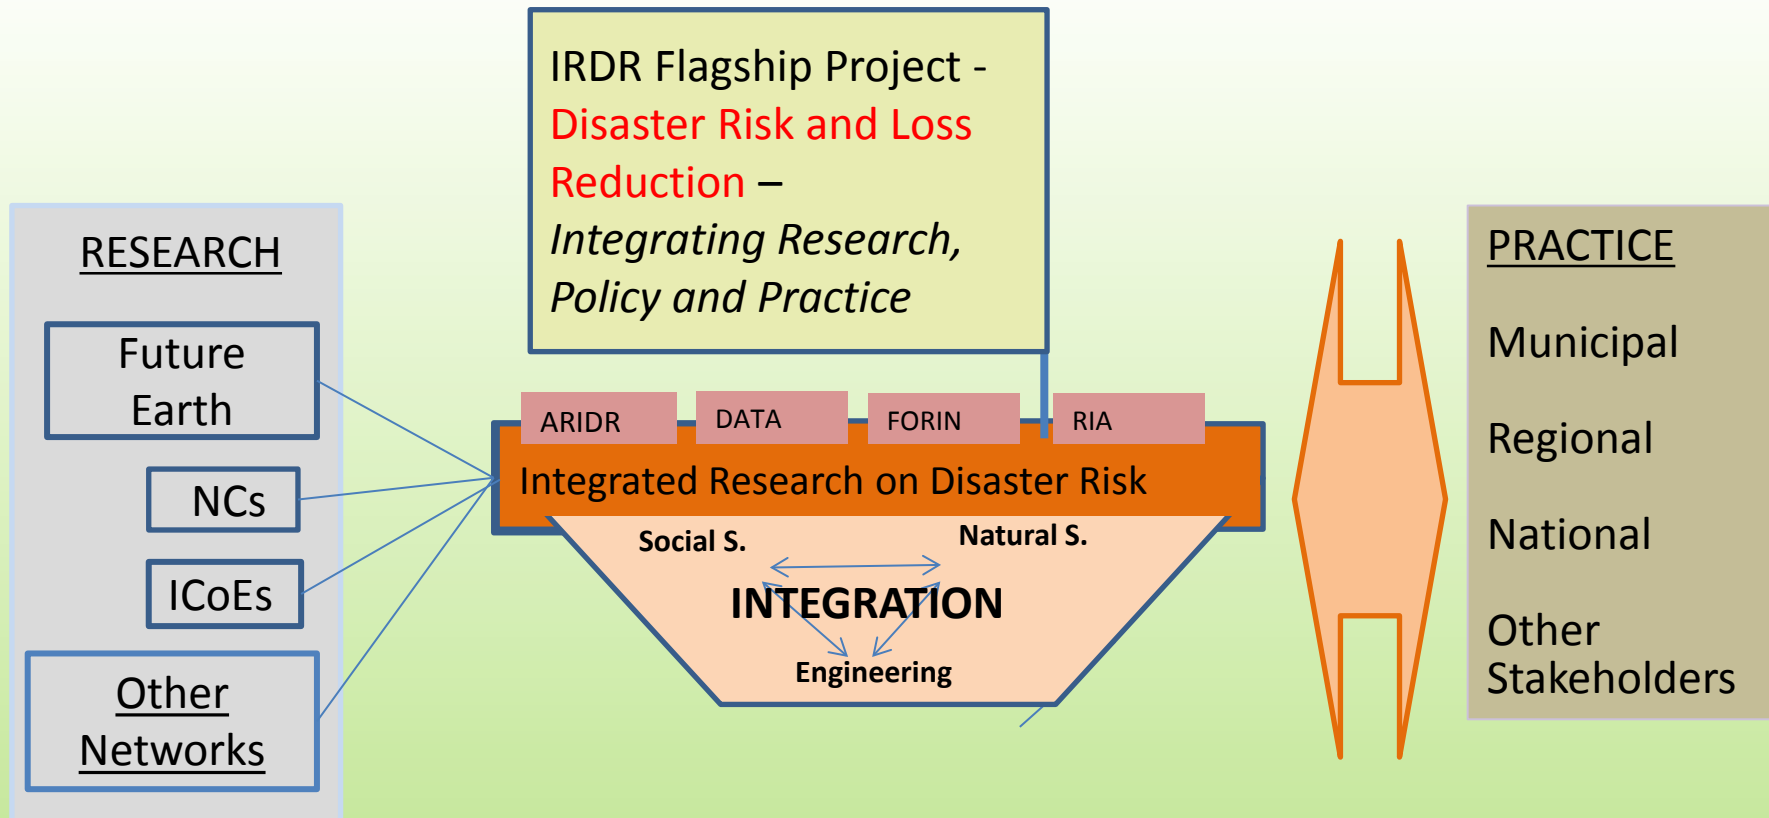 IRDR Flagship Project -
Disaster Risk and Loss
Reduction –
Integrating Research,
Policy and Practice
RESEARCH
Future
Earth
NCs
ICoEs
Other
Networks
ARIDR
DATA
FORIN
RIA
Integrated Research on Disaster Risk
Social S.
Natural S.
INTEGRATION
Engineering
PRACTICE
Municipal
Regional
National
Other
Stakeholders